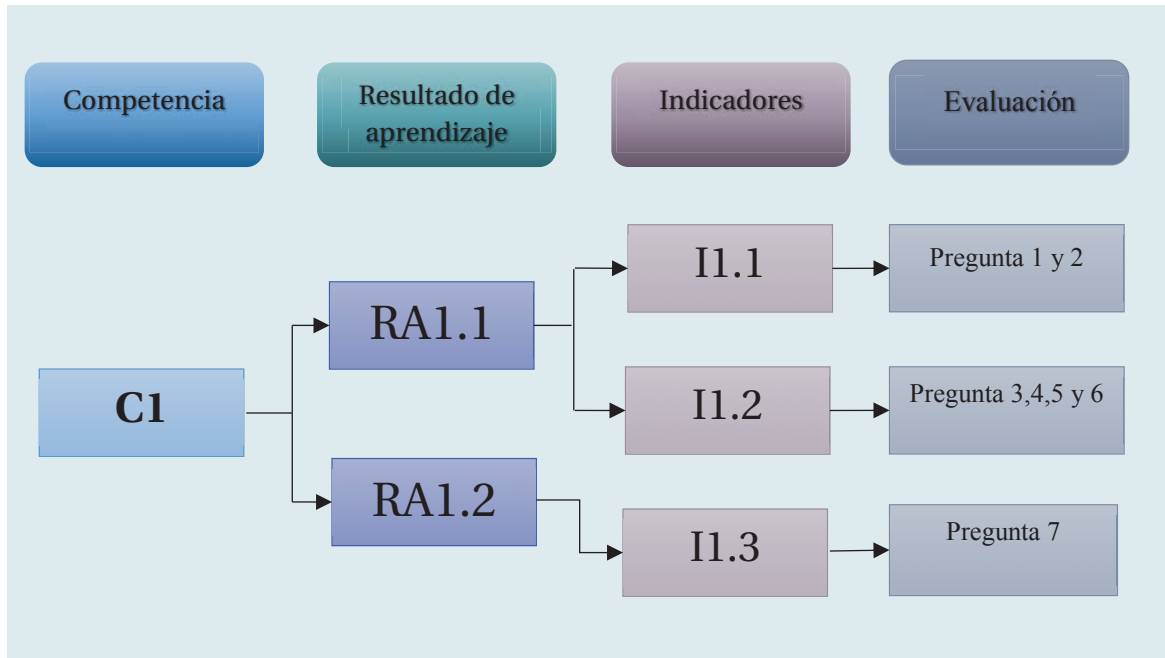 Competencia
Resultado de
aprendizaje
Indicadores
Evaluación
C1
RA1.1
RA1.2
I1.1
I1.2
I1.3
Pregunta 1 y 2
Pregunta 3,4,5 y 6
Pregunta 7